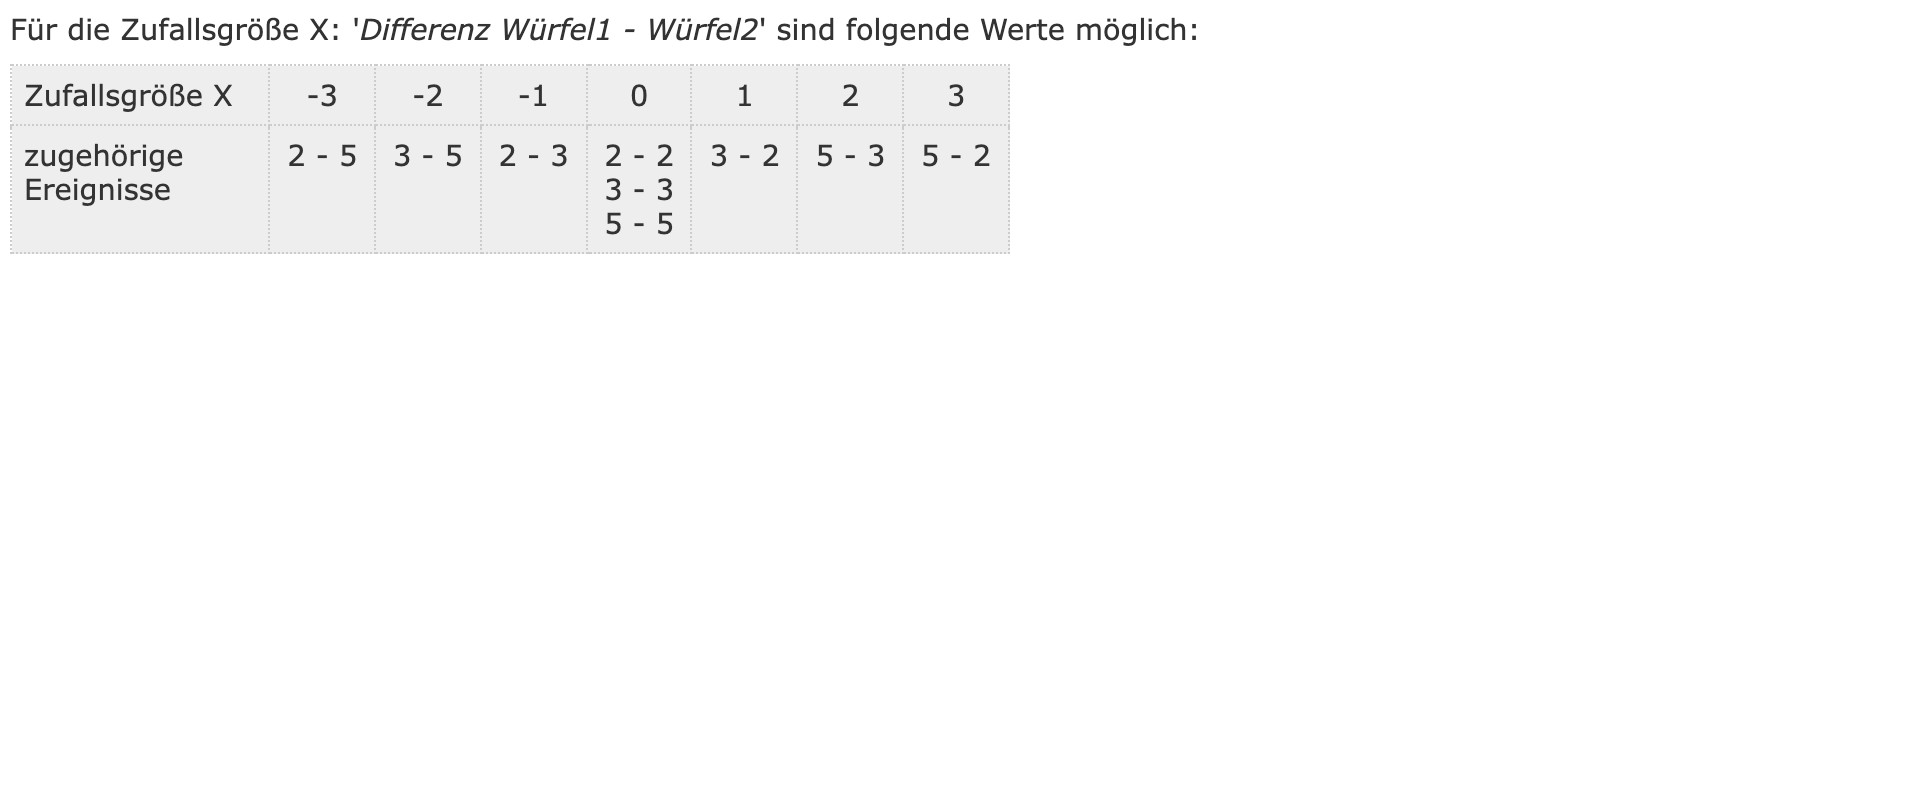 Für die Zufallsgröße X: 'Differenz Würfel1 - Würfel2' sind folgende Werte möglich:
Zufallsgröße X -3 -2 -1 0 1 2 3
zugehörige 2 - 5 3 - 5 2 - 3 2 - 2 3 - 2 5 - 3 5 - 2
Ereignisse 3 - 3
5 - 5